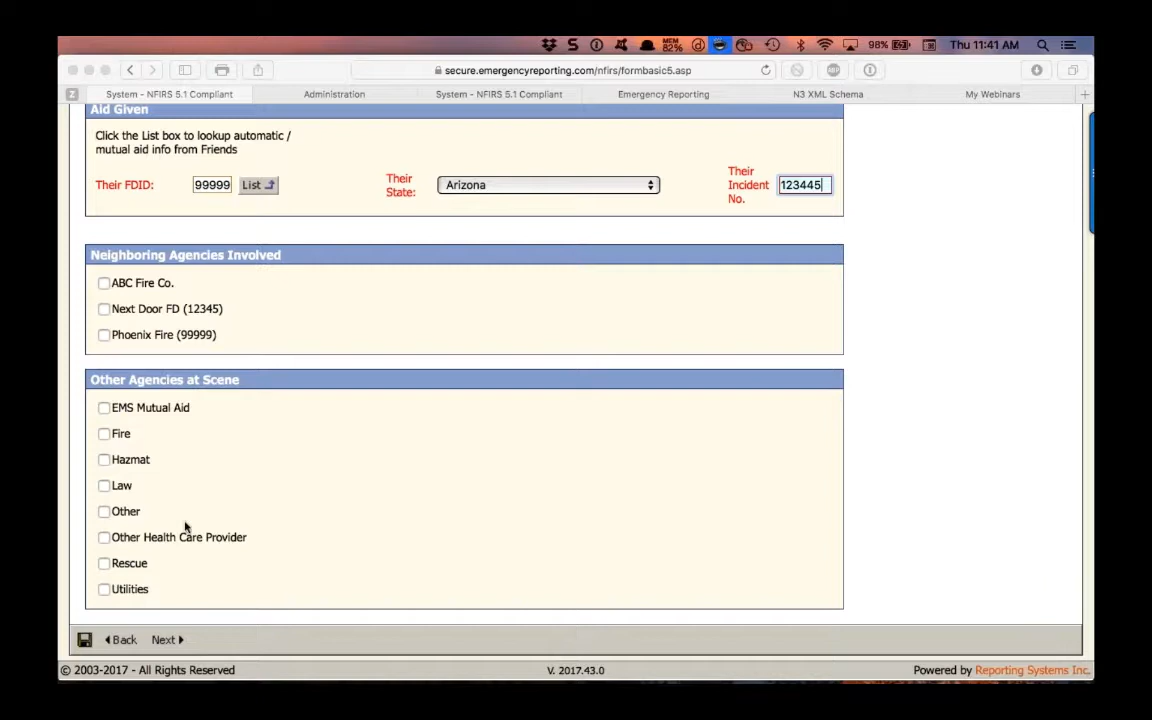 MEM
82%
98%
Thu 11:41 AM
secure.emergencyreporting.com/nfirs/formbasic5.asp
System - NFIRS 5.1 Compliant
Administration
System - NFIRS 5.1 Compliant
Emergency Reporting
N3 XML Schema
My Webinars
Aid Given
Click the List box to lookup automatic /
mutual aid info from Friends
Their FDID:
99999
List
Their
State:
Arizona
Their
Incident
No.
123445
Neighboring Agencies Involved
ABC Fire Co.
Next Door FD (12345)
Phoenix Fire (99999)
Other Agencies at Scene
EMS Mutual Aid
Fire
Hazmat
Law
Other
Other Health Care Provider
Rescue
Utilities
Back
Next
© 2003-2017 - All Rights Reserved
V. 2017.43.0
Powered by Reporting Systems Inc.